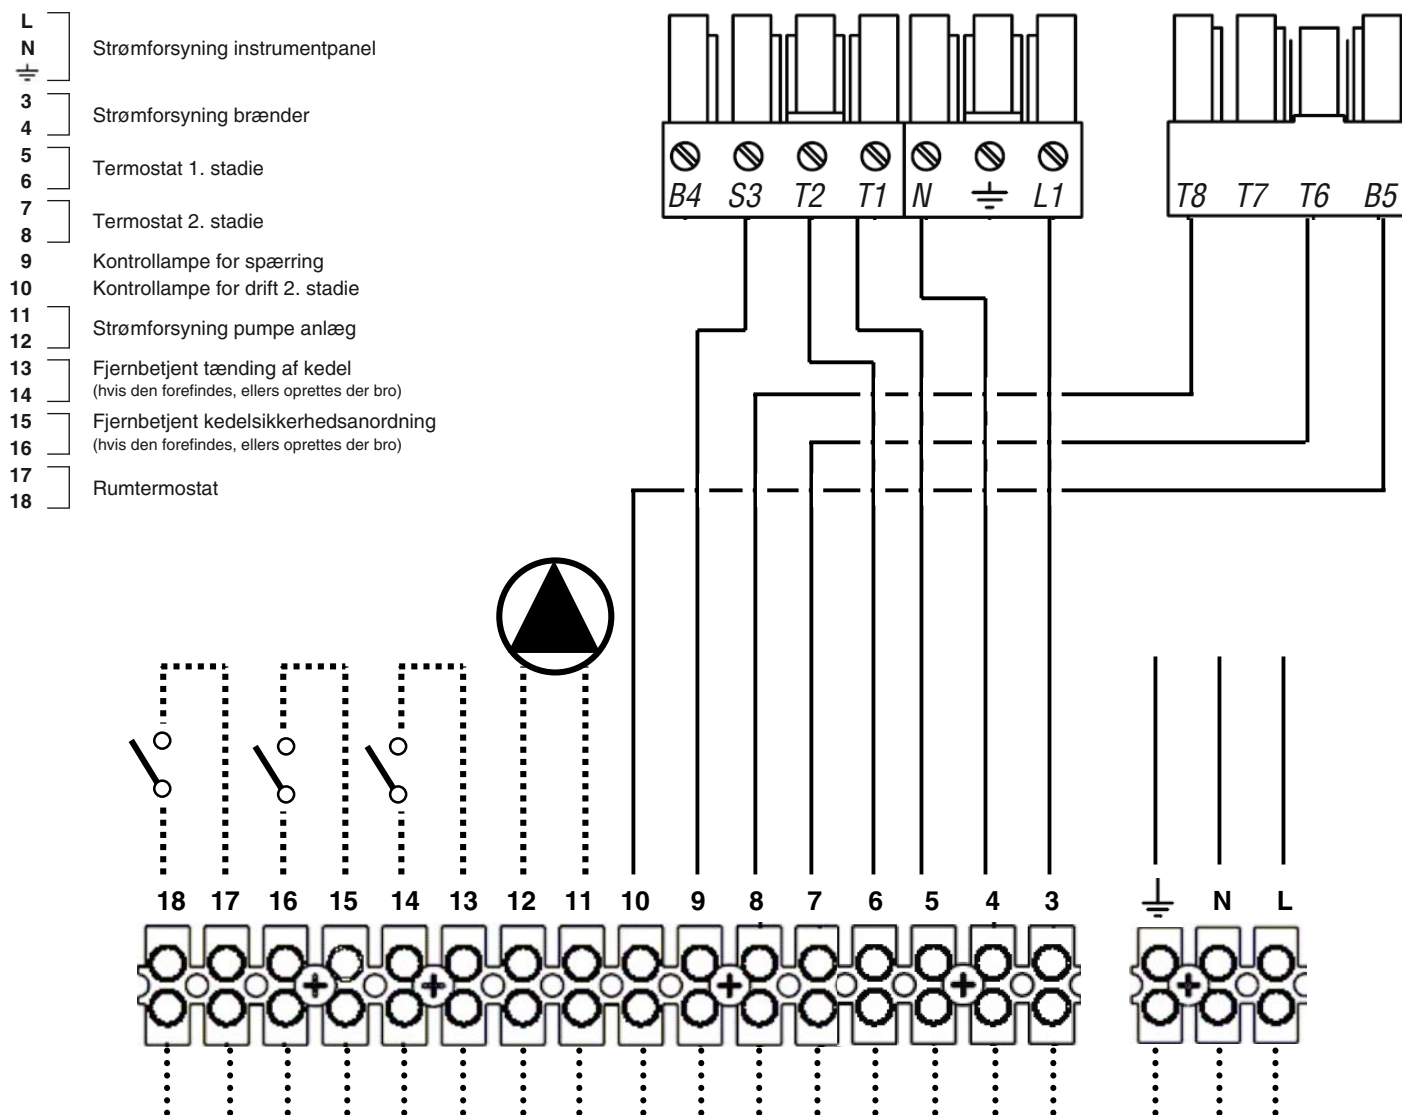 L
N
Strømforsyning instrumentpanel
3
4
Strømforsyning brænder
5
6
Termostat 1. stadie
7
8
Termostat 2. stadie
9 Kontrollampe for spærring
10 Kontrollampe for drift 2. stadie
11
12
Strømforsyning pumpe anlæg
13 Fjernbetjent tænding af kedel
14 (hvis den forefindes, ellers oprettes der bro)
15 Fjernbetjent kedelsikkerhedsanordning
16 (hvis den forefindes, ellers oprettes der bro)
17
18
Rumtermostat
B4 S3 T2 T1 N L1
T8 T7 T6 B5
18 17 16 15 14 13 12 11 10 9 8 7 6 5 4 3 N L